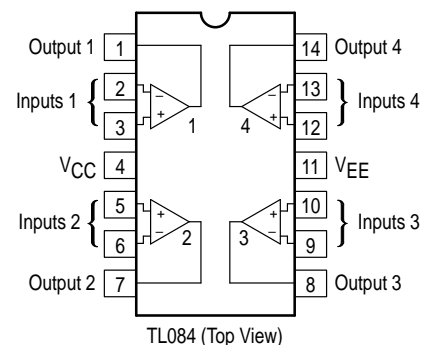 Output 1 1 14 Output 4
Inputs 1 { 2 − + 1 4 − + 13 } Inputs 4
3 12
VCC 4 11 VEE
Inputs 2 { 5 + − 2 3 + − 10 } Inputs 3
6 9
Output 2 7 8 Output 3
TL084 (Top View)